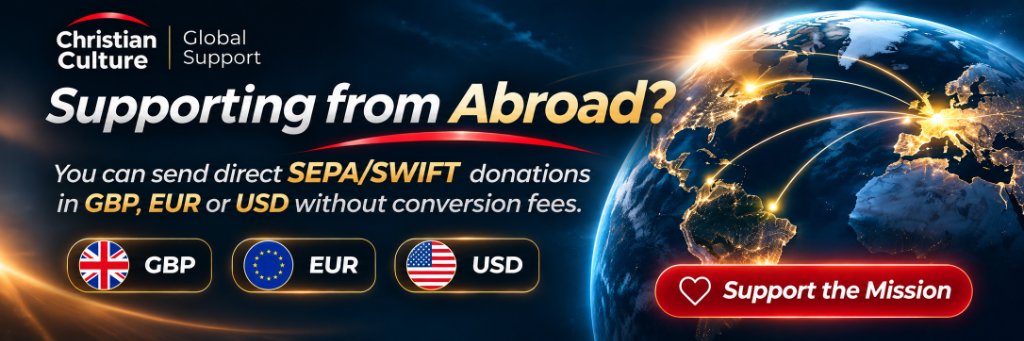 Christian
Culture
Global
Support
Supporting from Abroad?
You can send direct SEPA/SWIFT donations
in GBP, EUR or USD without conversion fees.
GBP
EUR
USD
Support the Mission